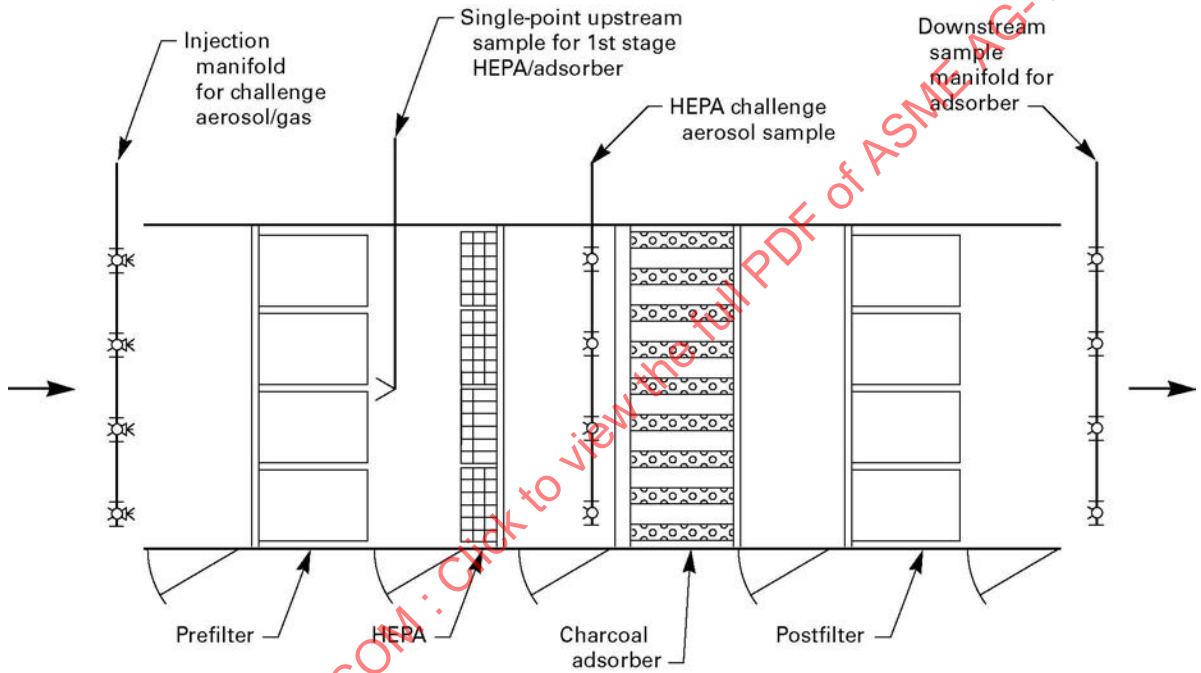 Injection
manifold
for challenge
aerosol/gas
Single-point upstream
sample for 1st stage
HEPA/adsorber
HEPA challenge
aerosol sample
Downstream
sample
manifold for
adsorber
Prefilter
HEPA
Charcoal
adsorber
Postfilter
COM : Click to view the full PDF of ASME AG-